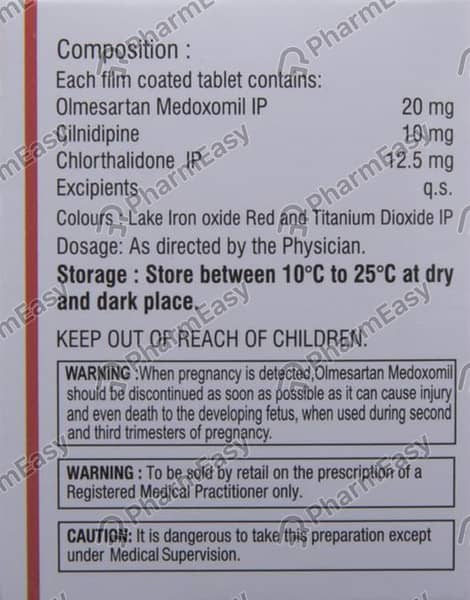 Composition :
Each film coated tablet contains:
Olmesartan Medoxomil IP 20 mg
Cilnidipine 10 mg
Chlorthalidone IP 12.5 mg
Excipients q.s.
Colours : Lake Iron oxide Red and Titanium Dioxide IP
Dosage: As directed by the Physician.
Storage : Store between 10°C to 25°C at dry
and dark place.
KEEP OUT OF REACH OF CHILDREN.
WARNING :When pregnancy is detected,Olmesartan Medoxomil
should be discontinued as soon as possible as it can cause injury
and even death to the developing fetus, when used during second
and third trimesters of pregnancy.
WARNING : To be sold by retail on the prescription of a
Registered Medical Practitioner only.
CAUTION: It is dangerous to take this preparation except
under Medical Supervision.
PharmEasy